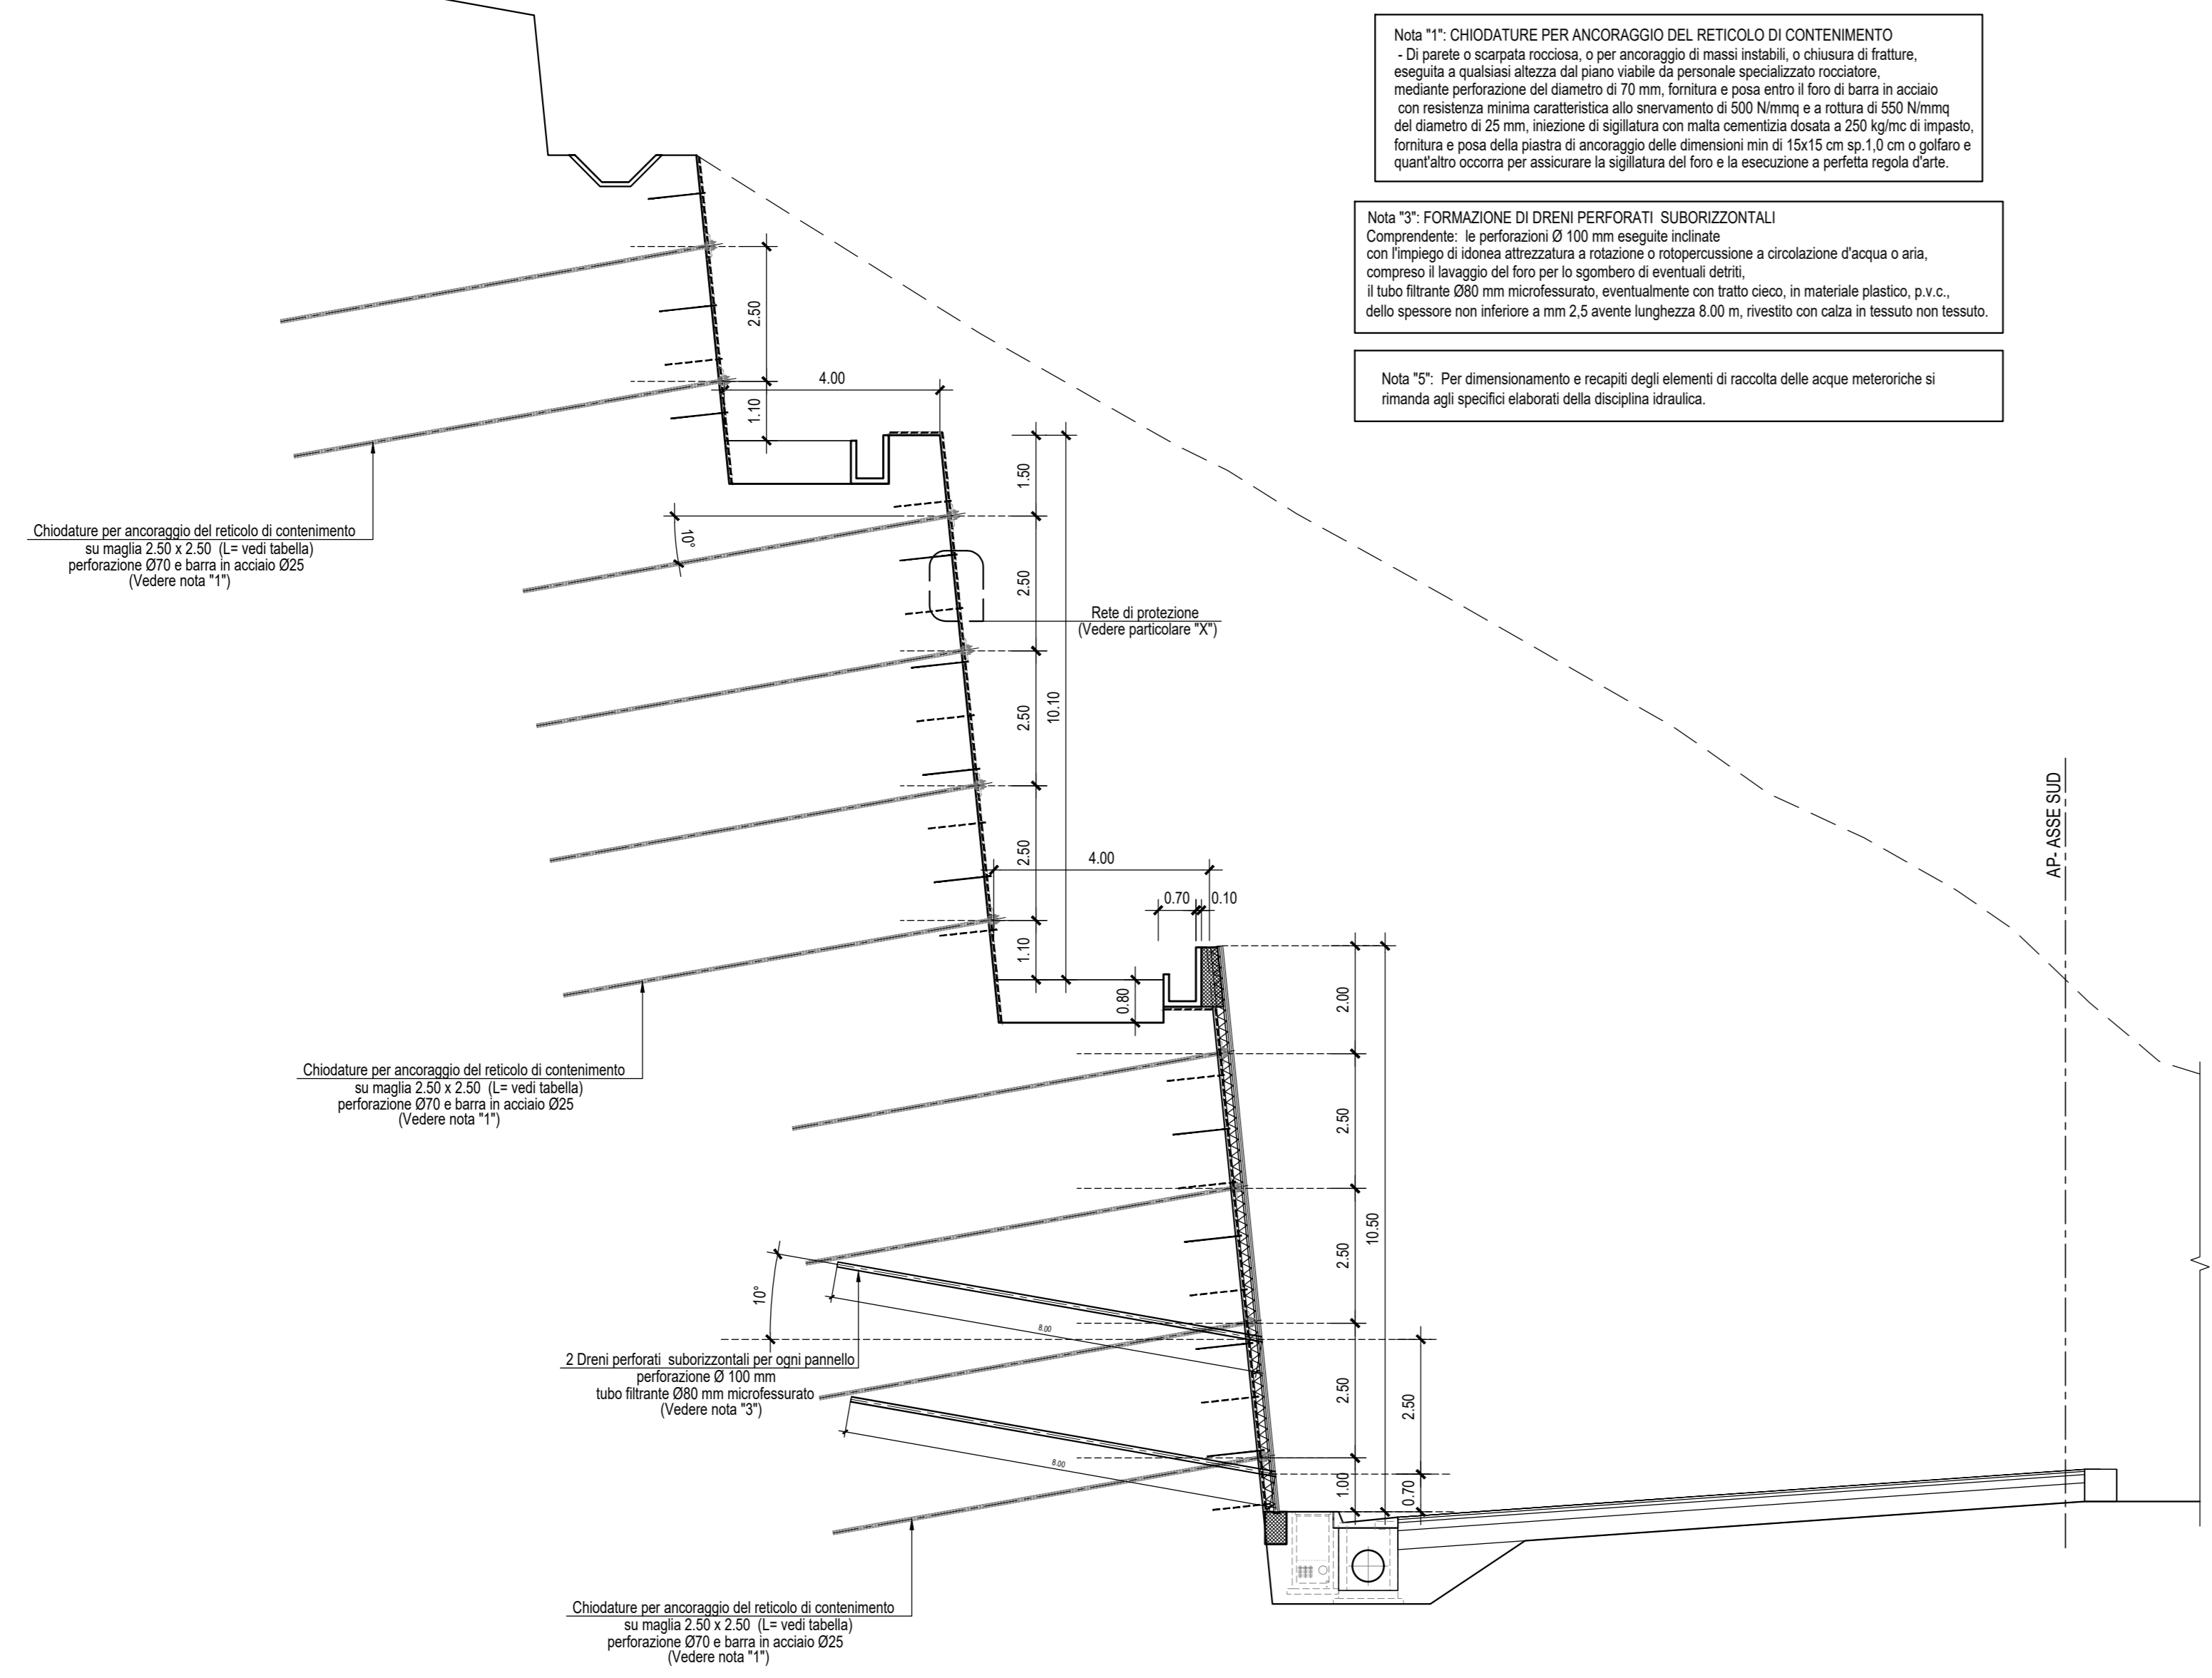 Nota "1": CHIODATURE PER ANCORAGGIO DEL RETICOLO DI CONTENIMENTO
- Di parete o scarpata rocciosa, o per ancoraggio di massi instabili, o chiusura di fratture,
eseguita a qualsiasi altezza dal piano viabile da personale specializzato rocciatore,
mediante perforazione del diametro di 70 mm, fornitura e posa entro il foro di barra in acciaio
con resistenza minima caratteristica allo snervamento di 500 N/mmq e a rottura di 550 N/mmq
del diametro di 25 mm, iniezione di sigillatura con malta cementizia dosata a 250 kg/mc di impasto,
fornitura e posa della piastra di ancoraggio delle dimensioni min di 15x15 cm sp.1,0 cm o golfaro e
quant'altro occorra per assicurare la sigillatura del foro e la esecuzione a perfetta regola d'arte.
Nota "3": FORMAZIONE DI DRENI PERFORATI SUBORIZZONTALI
Comprendente: le perforazioni Ø 100 mm eseguite inclinate
con l'impiego di idonea attrezzatura a rotazione o rotopercussione a circolazione d'acqua o aria,
compreso il lavaggio del foro per lo sgombero di eventuali detriti,
il tubo filtrante Ø80 mm microfessurato, eventualmente con tratto cieco, in materiale plastico, p.v.c.,
dello spessore non inferiore a mm 2,5 avente lunghezza 8.00 m, rivestito con calza in tessuto non tessuto.
Nota "5": Per dimensionamento e recapiti degli elementi di raccolta delle acque meteroriche si
rimanda agli specifici elaborati della disciplina idraulica.
2.50
4.00
1.10
1.50
10°
Chiodature per ancoraggio del reticolo di contenimento
su maglia 2.50 x 2.50 (L= vedi tabella)
perforazione Ø70 e barra in acciaio Ø25
(Vedere nota "1")
2.50
Rete di protezione
(Vedere particolare "X")
2.50
10.10
2.50
4.00
AP- ASSE SUD
0.70
0.10
1.10
0.80
2.00
Chiodature per ancoraggio del reticolo di contenimento
su maglia 2.50 x 2.50 (L= vedi tabella)
perforazione Ø70 e barra in acciaio Ø25
(Vedere nota "1")
2.50
10.50
2.50
10°
8.00
2 Dreni perforati suborizzontali per ogni pannello
perforazione Ø 100 mm
tubo filtrante Ø80 mm microfessurato
(Vedere nota "3")
2.50
2.50
8.00
1.00
0.70
Chiodature per ancoraggio del reticolo di contenimento
su maglia 2.50 x 2.50 (L= vedi tabella)
perforazione Ø70 e barra in acciaio Ø25
(Vedere nota "1")